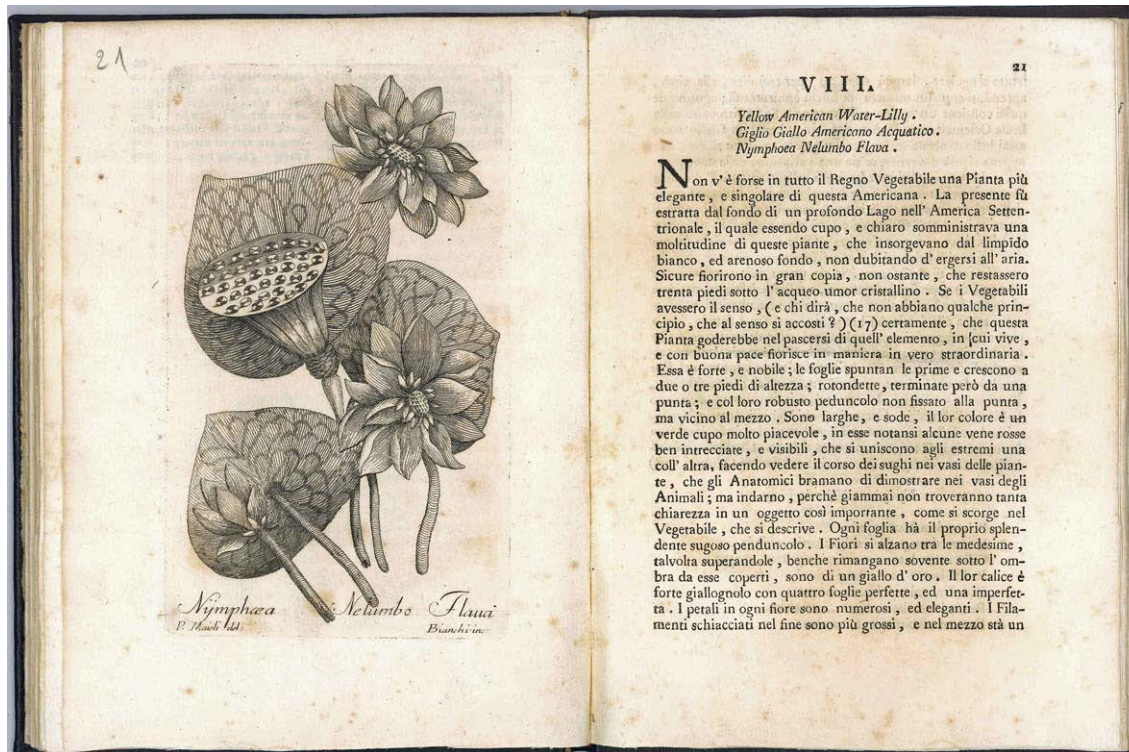 21
Nymphæa Nelumbo Flava
P. Maoli del:
Bianchi in:
21
VIII.
Yellow American Water-Lilly .
Giglio Giallo Americano Acquatico .
Nymphoea Nelumbo Flava .
Non v' è forse in tutto il Regno Vegetabile una Pianta più
elegante , e singolare di questa Americana . La presente fù
estratta dal fondo di un profondo Lago nell' America Setten-
trionale , il quale essendo cupo , e chiaro somministrava una
moltitudine di queste piante , che insorgevano dal limpido
bianco , ed arenoso fondo , non dubitando d' ergersi all' aria.
Sicure fiorirono in gran copia , non ostante , che restassero
trenta piedi sotto l' acqueo umor cristallino . Se i Vegetabili
avessero il senso , ( e chi dirà , che non abbiano qualche prin-
cipio , che al senso si accosti ? ) (17) certamente , che questa
Pianta goderebbe nel pascersi di quell' elemento , in [cui vive ,
e con buona pace fiorisce in maniera in vero straordinaria .
Essa è forte , e nobile ; le foglie spuntan le prime e crescono a
due o tre piedi di altezza ; rotondette, terminate però da una
punta ; e col loro robusto peduncolo non fissato alla punta ,
ma vicino al mezzo . Sono larghe, e sode , il lor colore è un
verde cupo molto piacevole , in esse notansi alcune vene rosse
ben intrecciate , e visibili , che si uniscono agli estremi una
coll' altra, facendo vedere il corso dei sughi nei vasi delle pian-
te , che gli Anatomici bramano di dimostrare nei vasi degli
Animali ; ma indarno , perchè giammai non troveranno tanta
chiarezza in un oggetto così importante , come si scorge nel
Vegetabile , che si descrive . Ogni foglia hà il proprio splen-
dente sugoso penduncolo . I Fiori si alzano tra le medesime ,
talvolta superandole , benche rimangano sovente sotto l' om-
bra da esse coperti , sono di un giallo d' oro . Il lor calice è
forte giallognolo con quattro foglie perfette , ed una imperfet-
ta . I petali in ogni fiore sono numerosi , ed eleganti . I Fila-
menti schiacciati nel fine sono più grossi , e nel mezzo stà un